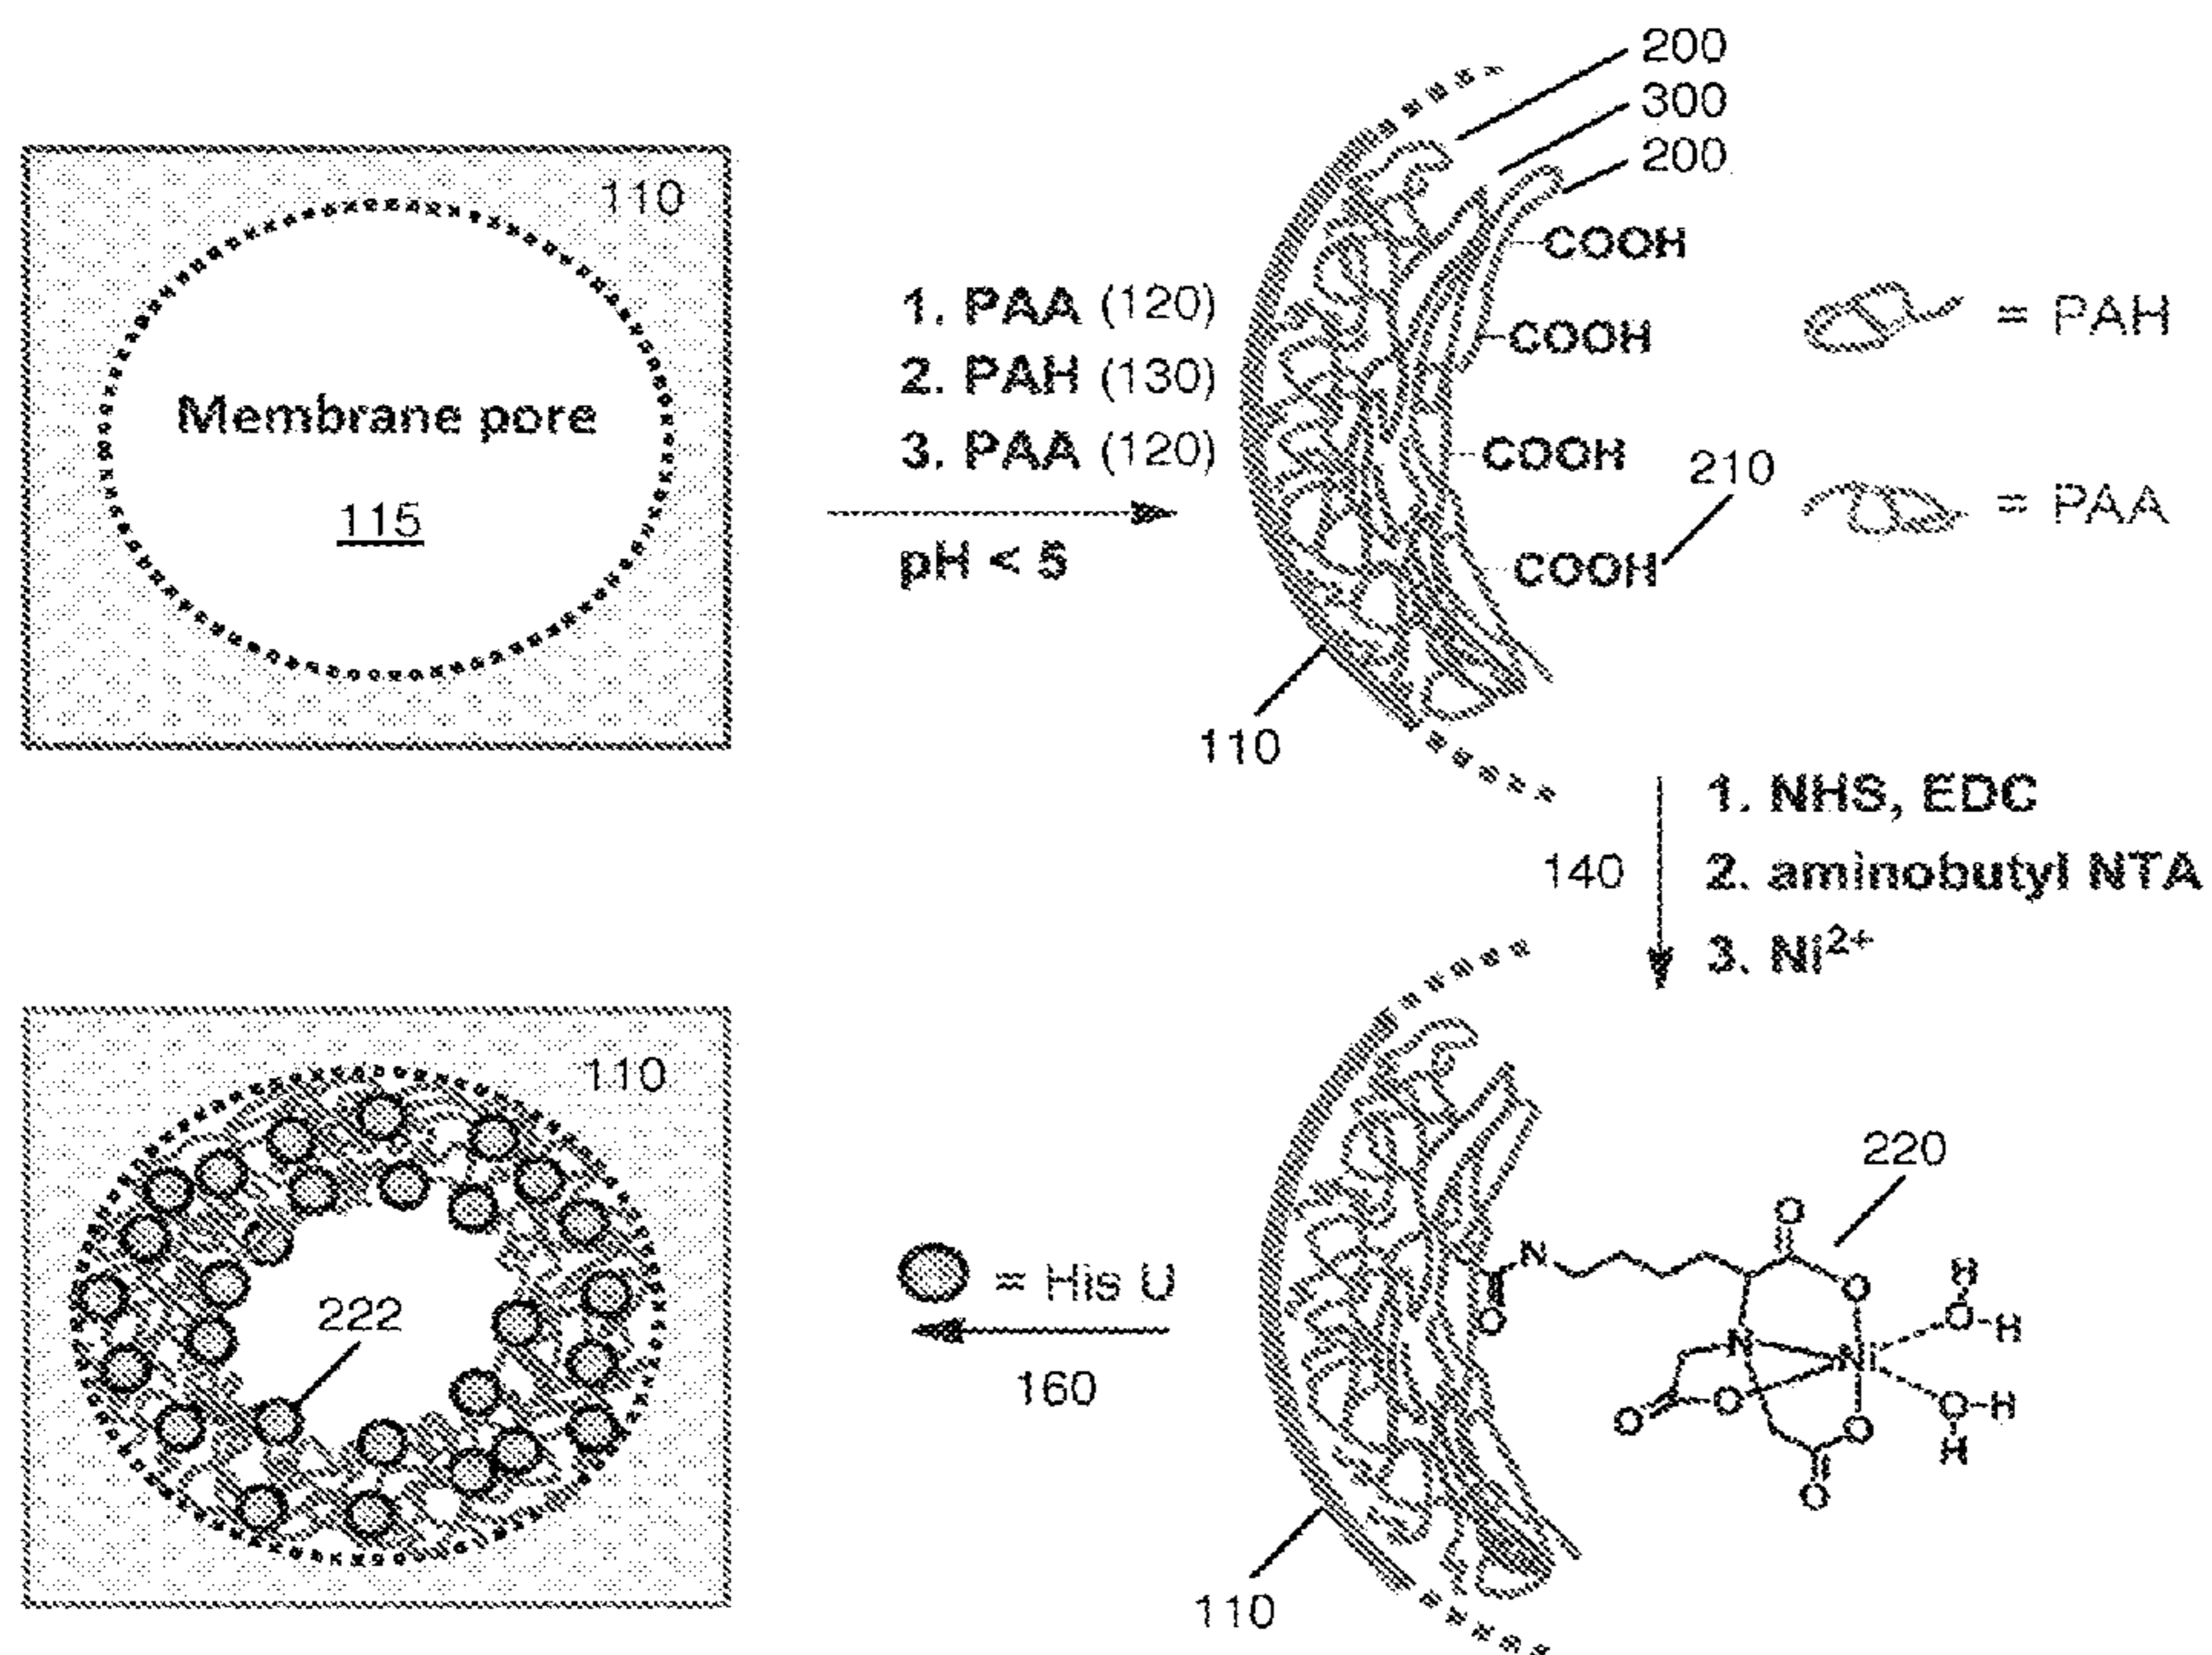 110
Membrane pore
115
1. PAA (120)
2. PAH (130)
3. PAA (120)
pH < 5
200
300
200
COOH
COOH
COOH
COOH
210
= PAH
= PAA
110
140
1. NHS, EDC
2. aminobutyl NTA
3. Ni2+
110
222
= His U
160
220
N
O
O
O
N
Ni
O
O
O
O
H
O-H
O-H
H
110